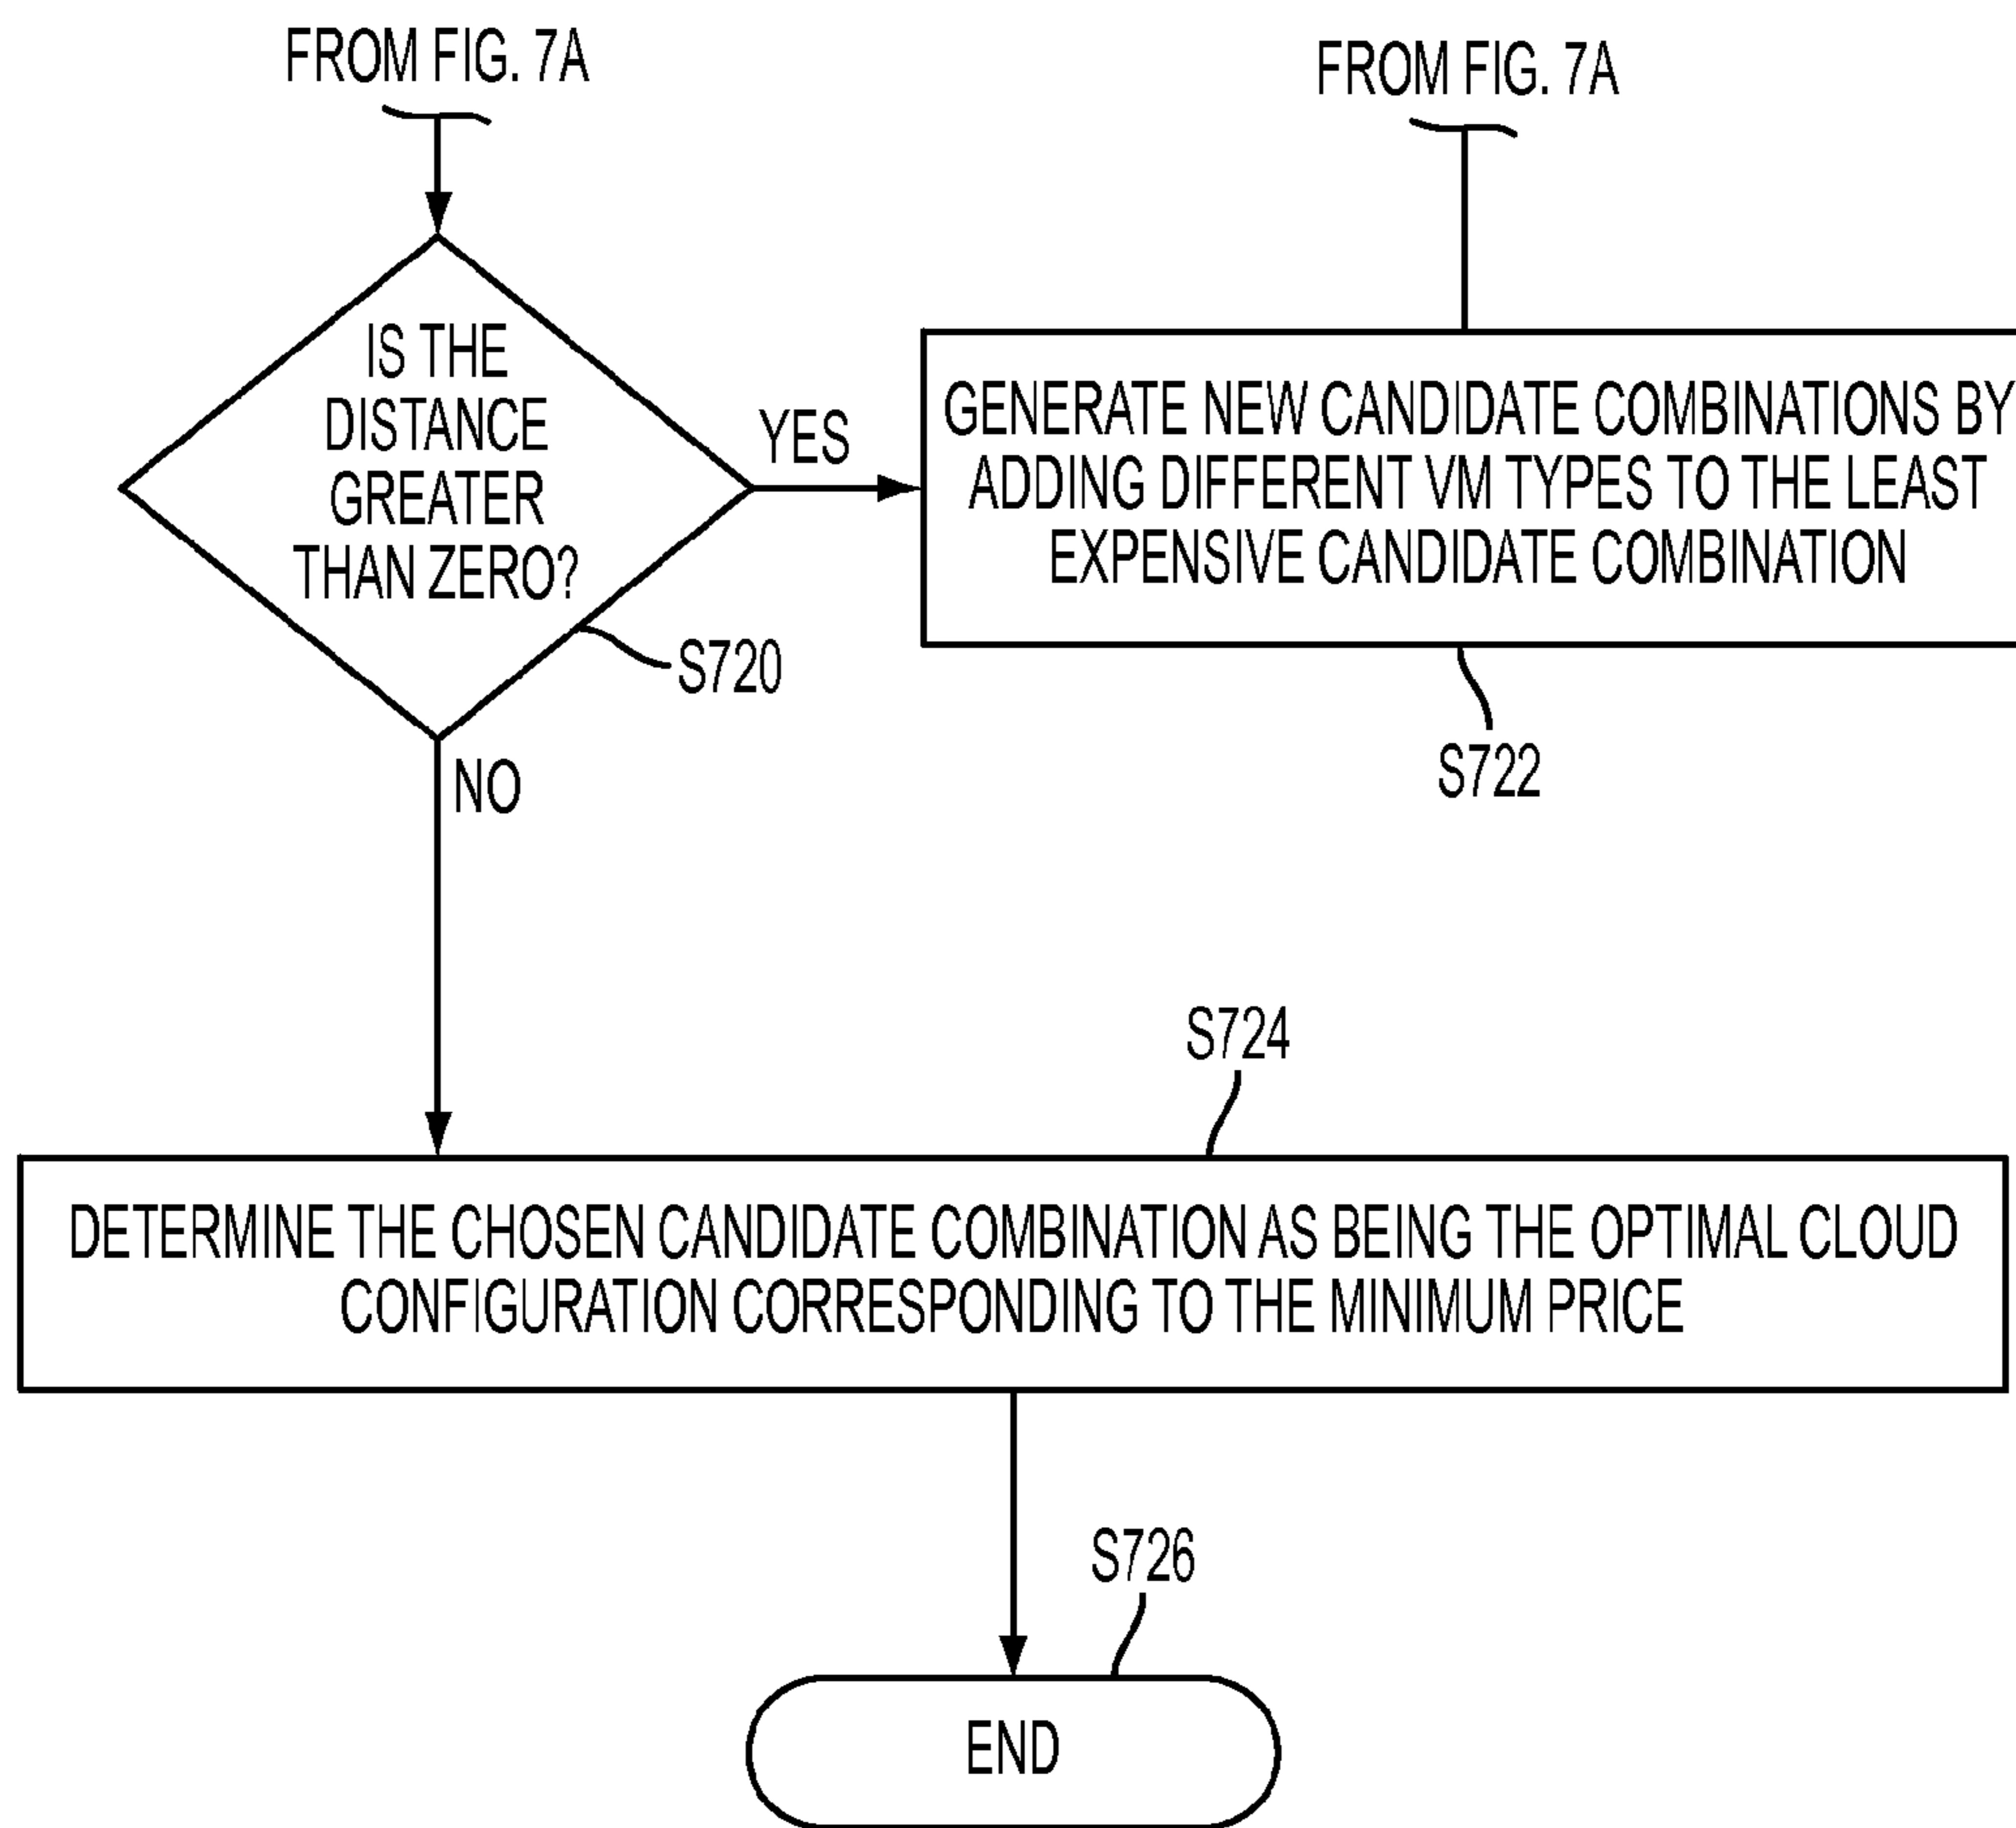 FROM FIG. 7A
FROM FIG. 7A
IS THE
DISTANCE
GREATER
THAN ZERO?
YES
GENERATE NEW CANDIDATE COMBINATIONS BY
ADDING DIFFERENT VM TYPES TO THE LEAST
EXPENSIVE CANDIDATE COMBINATION
S720
S722
NO
S724
DETERMINE THE CHOSEN CANDIDATE COMBINATION AS BEING THE OPTIMAL CLOUD
CONFIGURATION CORRESPONDING TO THE MINIMUM PRICE
S726
END